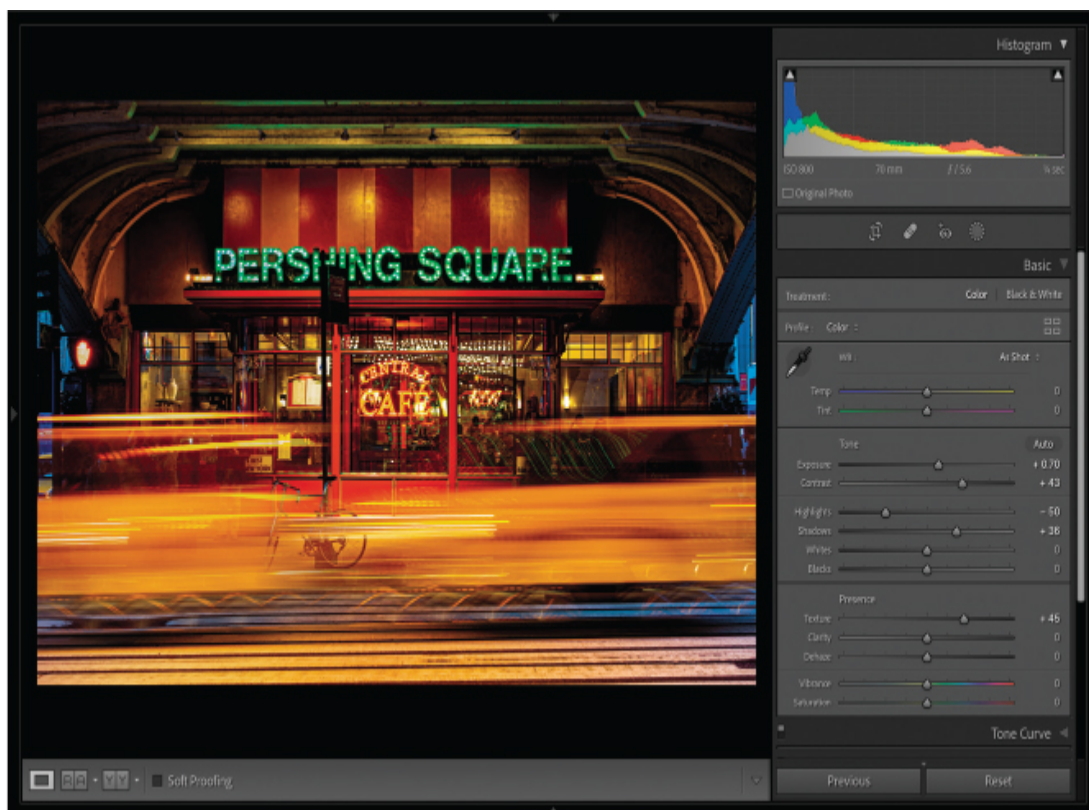 Histogram
ISO 800 70 mm f / 5.6 ¼ sec
Original Photo
Basic
Treatment: Color Black & White
Profile: Color
WB: As Shot
Temp 0
Tint 0
Tone Auto
Exposure + 0.70
Contrast + 43
Highlights - 50
Shadows + 36
Whites 0
Blacks 0
Presence
Texture + 45
Clarity 0
Dehaze 0
Vibrance 0
Saturation 0
Tone Curve
Previous Reset
PERSHING SQUARE
CENTRAL
CAFÉ
Soft Proofing